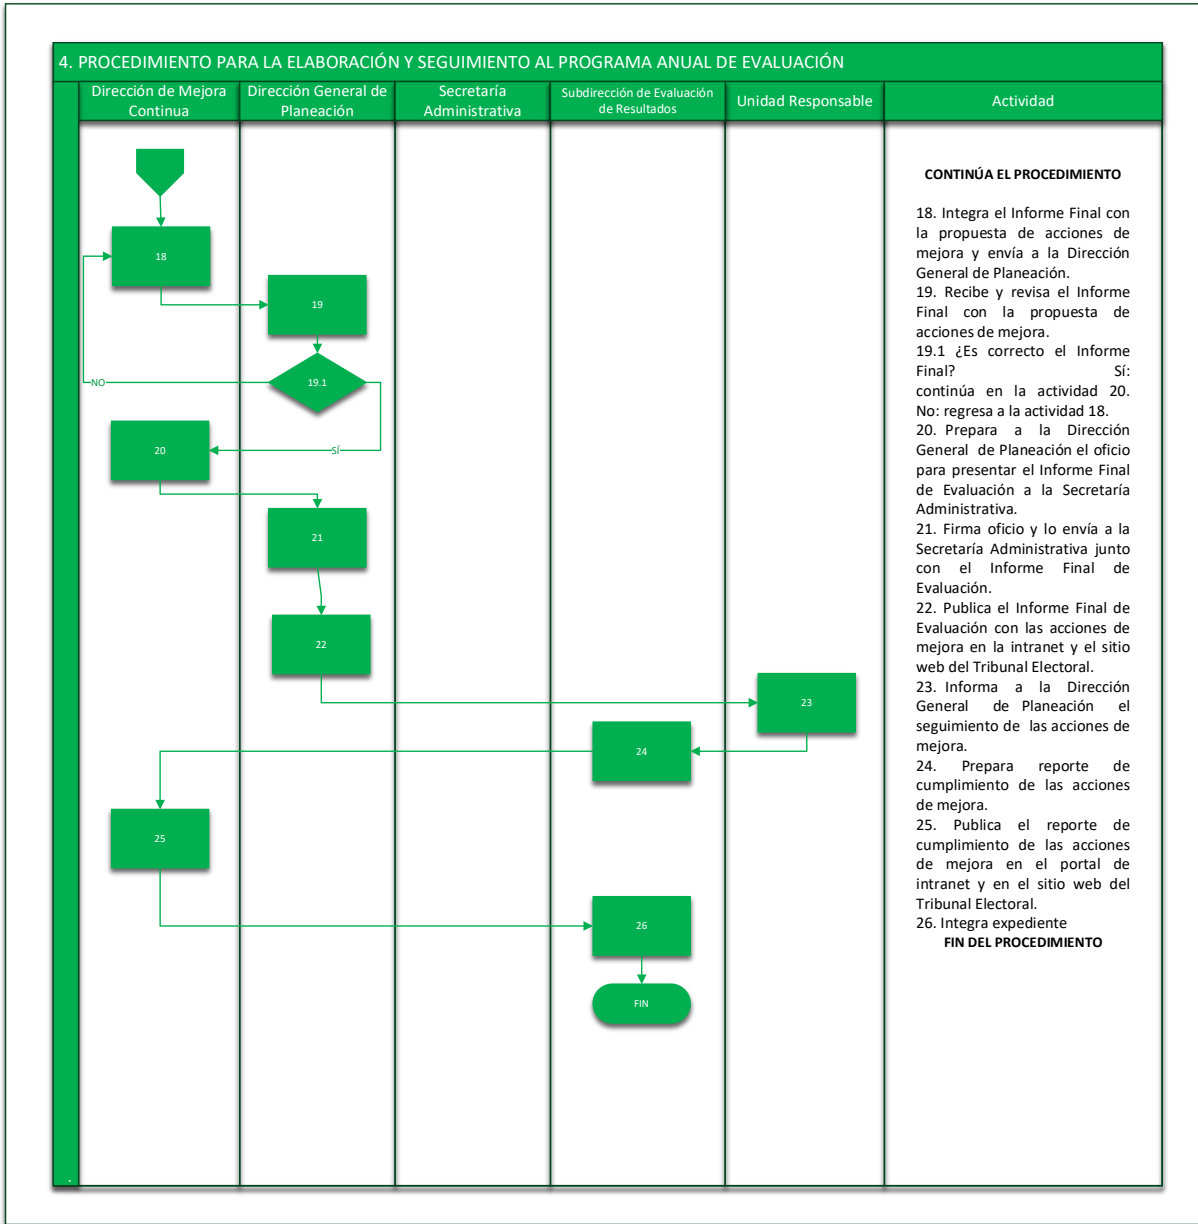 4. PROCEDIMIENTO PARA LA ELABORACIÓN Y SEGUIMIENTO AL PROGRAMA ANUAL DE EVALUACIÓN
Dirección de Mejora
Continua
Dirección General de
Planeación
Secretaría
Administrativa
Subdirección de Evaluación
de Resultados
Unidad Responsable
Actividad
18
19
19.1
NO
SÍ
20
21
22
23
24
25
26
FIN
CONTINÚA EL PROCEDIMIENTO
18. Integra el Informe Final con
la propuesta de acciones de
mejora y envía a la Dirección
General de Planeación.
19. Recibe y revisa el Informe
Final con la propuesta de
acciones de mejora.
19.1 ¿Es correcto el Informe
Final? Sí:
continúa en la actividad 20.
No: regresa a la actividad 18.
20. Prepara a la Dirección
General de Planeación el oficio
para presentar el Informe Final
de Evaluación a la Secretaría
Administrativa.
21. Firma oficio y lo envía a la
Secretaría Administrativa junto
con el Informe Final de
Evaluación.
22. Publica el Informe Final de
Evaluación con las acciones de
mejora en la intranet y el sitio
web del Tribunal Electoral.
23. Informa a la Dirección
General de Planeación el
seguimiento de las acciones de
mejora.
24. Prepara reporte de
cumplimiento de las acciones
de mejora.
25. Publica el reporte de
cumplimiento de las acciones
de mejora en el portal de
intranet y en el sitio web del
Tribunal Electoral.
26. Integra expediente
FIN DEL PROCEDIMIENTO
.